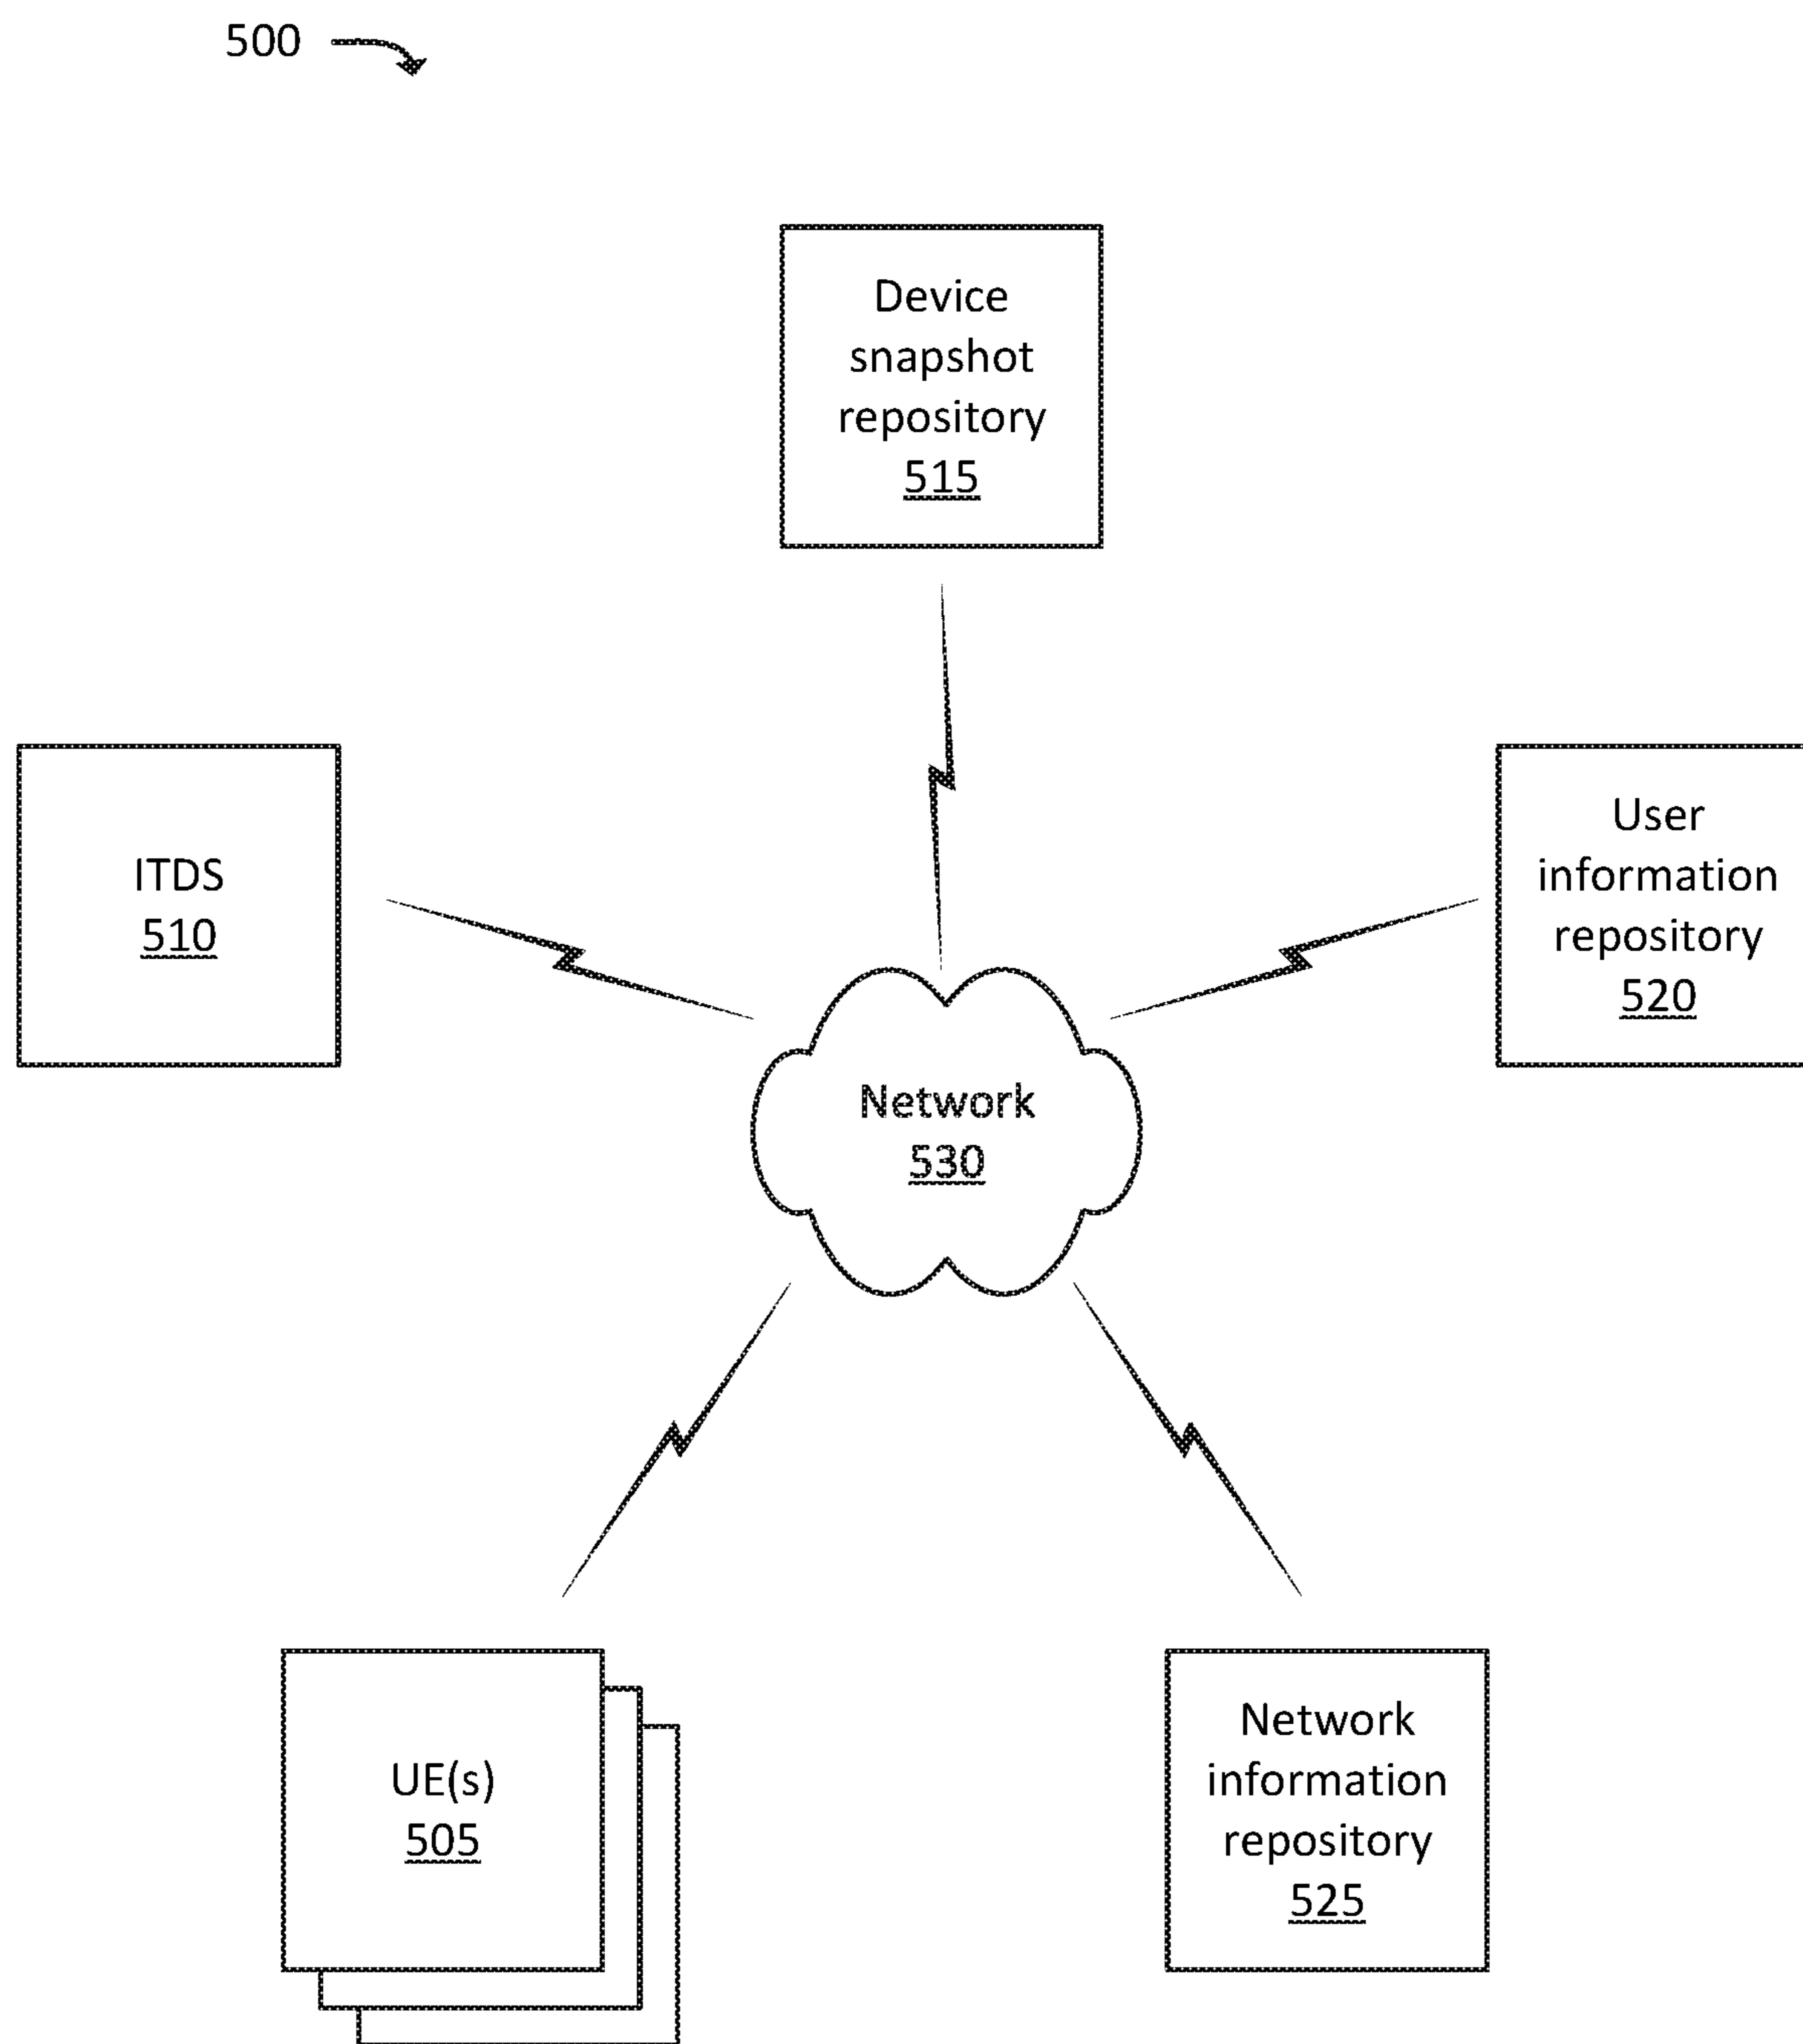 500
Device
snapshot
repository
515
ITDS
510
User
information
repository
520
Network
530
UE(s)
505
Network
information
repository
525